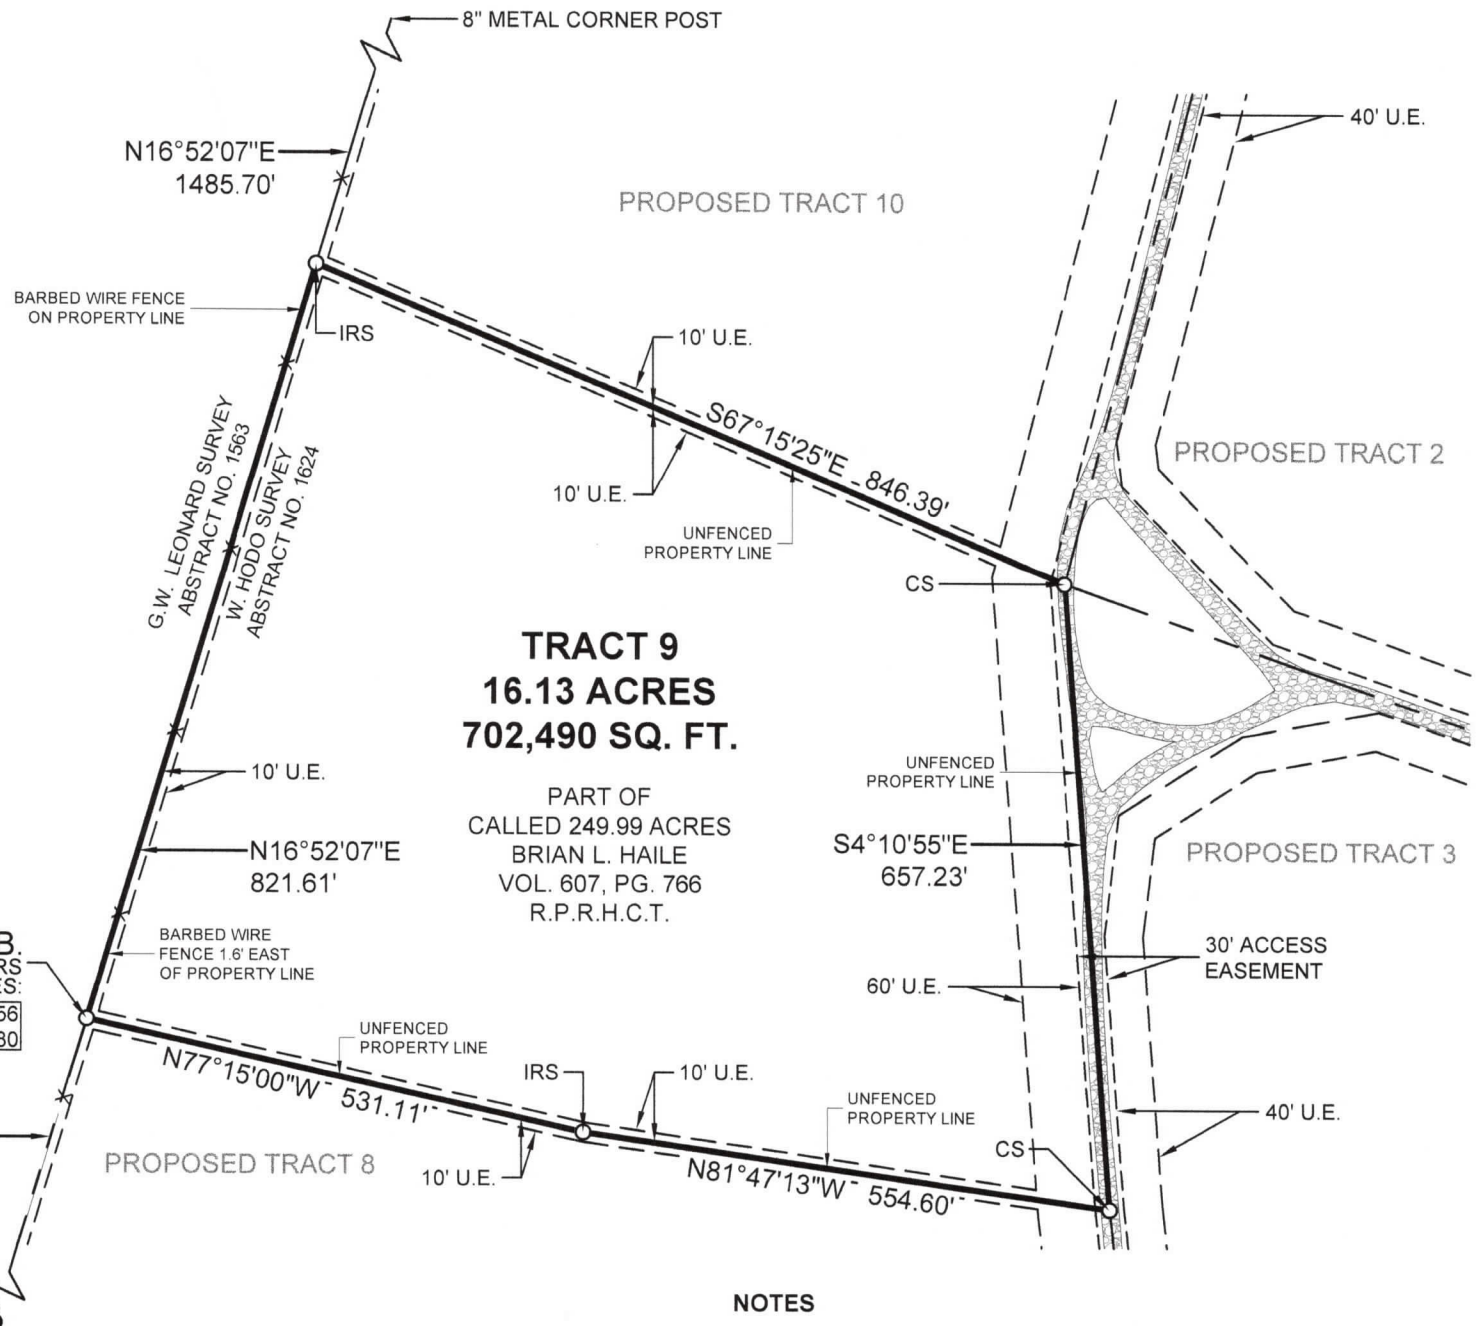 8" METAL CORNER POST
40' U.E.
N16°52'07"E
1485.70'
PROPOSED TRACT 10
BARBED WIRE FENCE
ON PROPERTY LINE
IRS
10' U.E.
S67°15'25"E - 846.39'
PROPOSED TRACT 2
G.W. LEONARD SURVEY
ABSTRACT NO. 1563
W. HODO SURVEY
ABSTRACT NO. 1624
10' U.E.
UNFENCED
PROPERTY LINE
CS
TRACT 9
16.13 ACRES
702,490 SQ. FT.
10' U.E.
UNFENCED
PROPERTY LINE
PART OF
CALLED 249.99 ACRES
BRIAN L. HAILE
VOL. 607, PG. 766
R.P.R.H.C.T.
N16°52'07"E
821.61'
S4°10'55"E
657.23'
PROPOSED TRACT 3
B.
RS
ES:
56
30
BARBED WIRE
FENCE 1.6' EAST
OF PROPERTY LINE
30' ACCESS
EASEMENT
60' U.E.
UNFENCED
PROPERTY LINE
N77°15'00"W - 531.11'
IRS
10' U.E.
UNFENCED
PROPERTY LINE
40' U.E.
CS
PROPOSED TRACT 8
10' U.E.
N81°47'13"W - 554.60'
NOTES